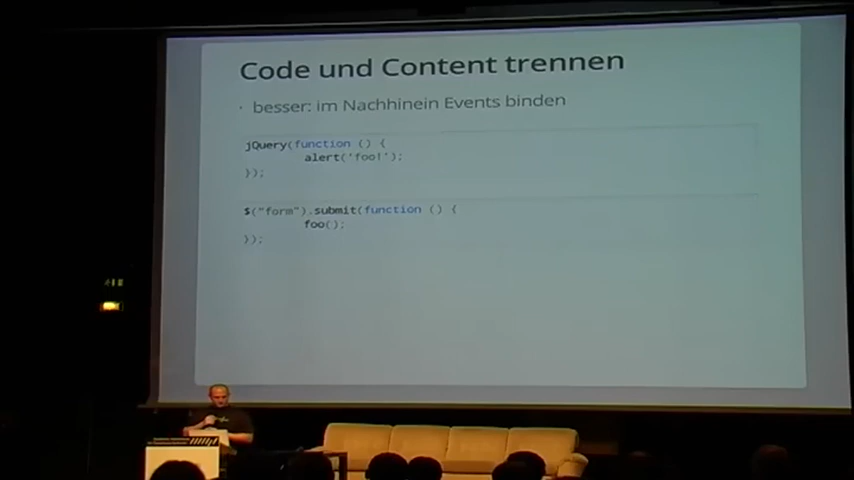 Code und Content trennen
besser: im Nachhinein Events binden
jQuery(function () {
alert('foo!');
});
$("form").submit(function () {
foo();
});